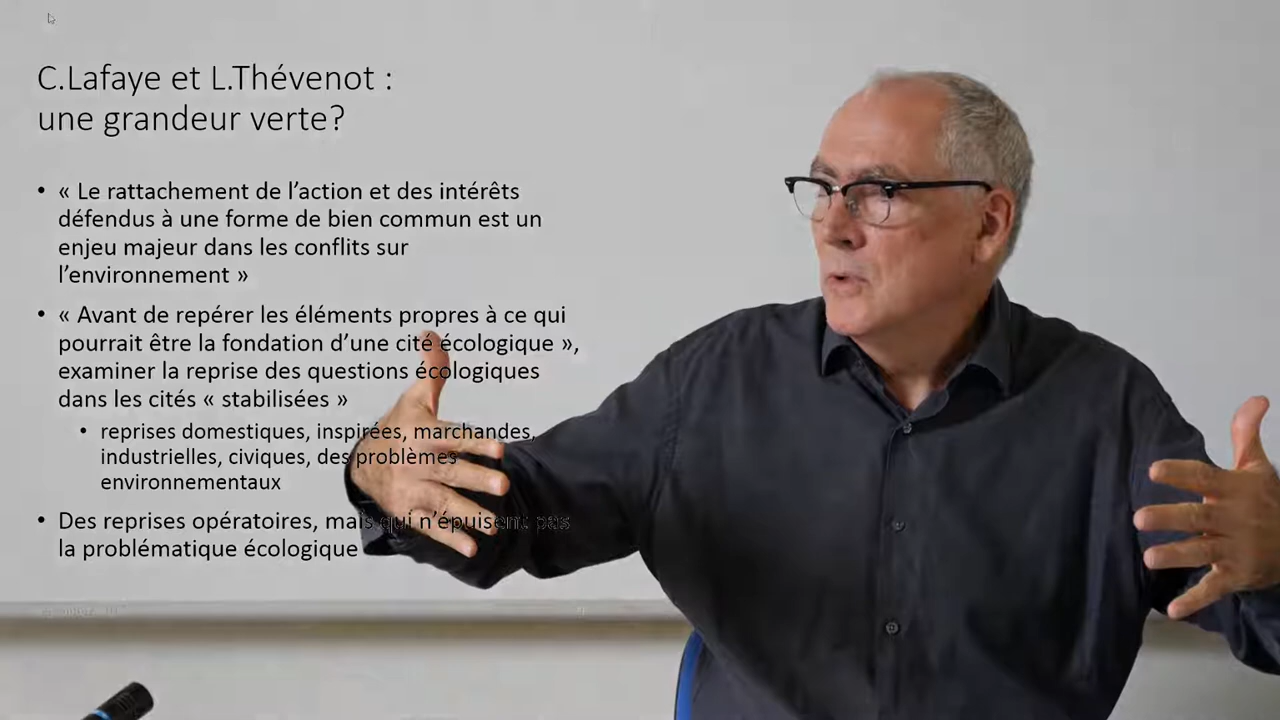 C.Lafaye et L.Thévenot :
une grandeur verte?
• « Le rattachement de l’action et des intérêts
défendus à une forme de bien commun est un
enjeu majeur dans les conflits sur
l’environnement »
• « Avant de repérer les éléments propres à ce qui
pourrait être la fondation d’une cité écologique »,
examiner la reprise des questions écologiques
dans les cités « stabilisées »
• reprises domestiques, inspirées, marchandes,
industrielles, civiques, des problèmes
environnementaux
• Des reprises opératoires, mais qui n’épuisent pas
la problématique écologique